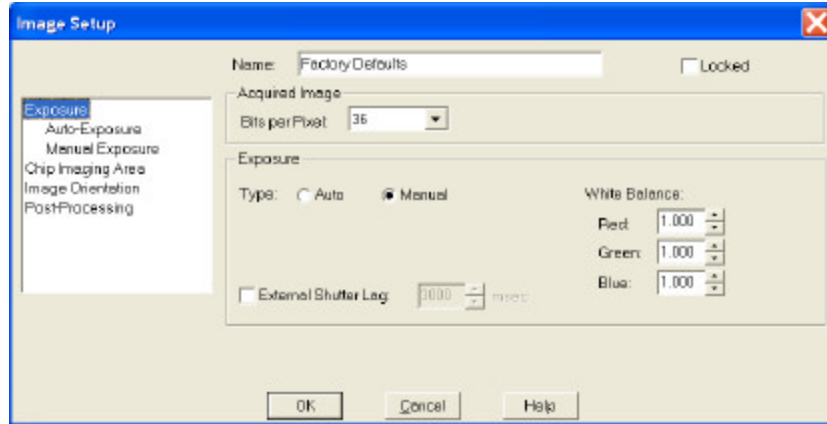 Image Setup
Name: Factory Defaults
Locked
Exposure
Auto-Exposure
Manual Exposure
Chip Imaging Area
Image Orientation
Post-Processing
Acquired Image
Bits per Pixel: 36
Exposure
Type: Auto Manual
White Balance:
Red: 1.000
Green: 1.000
Blue: 1.000
External Shutter Lag: 3000 msec
OK Cancel Help